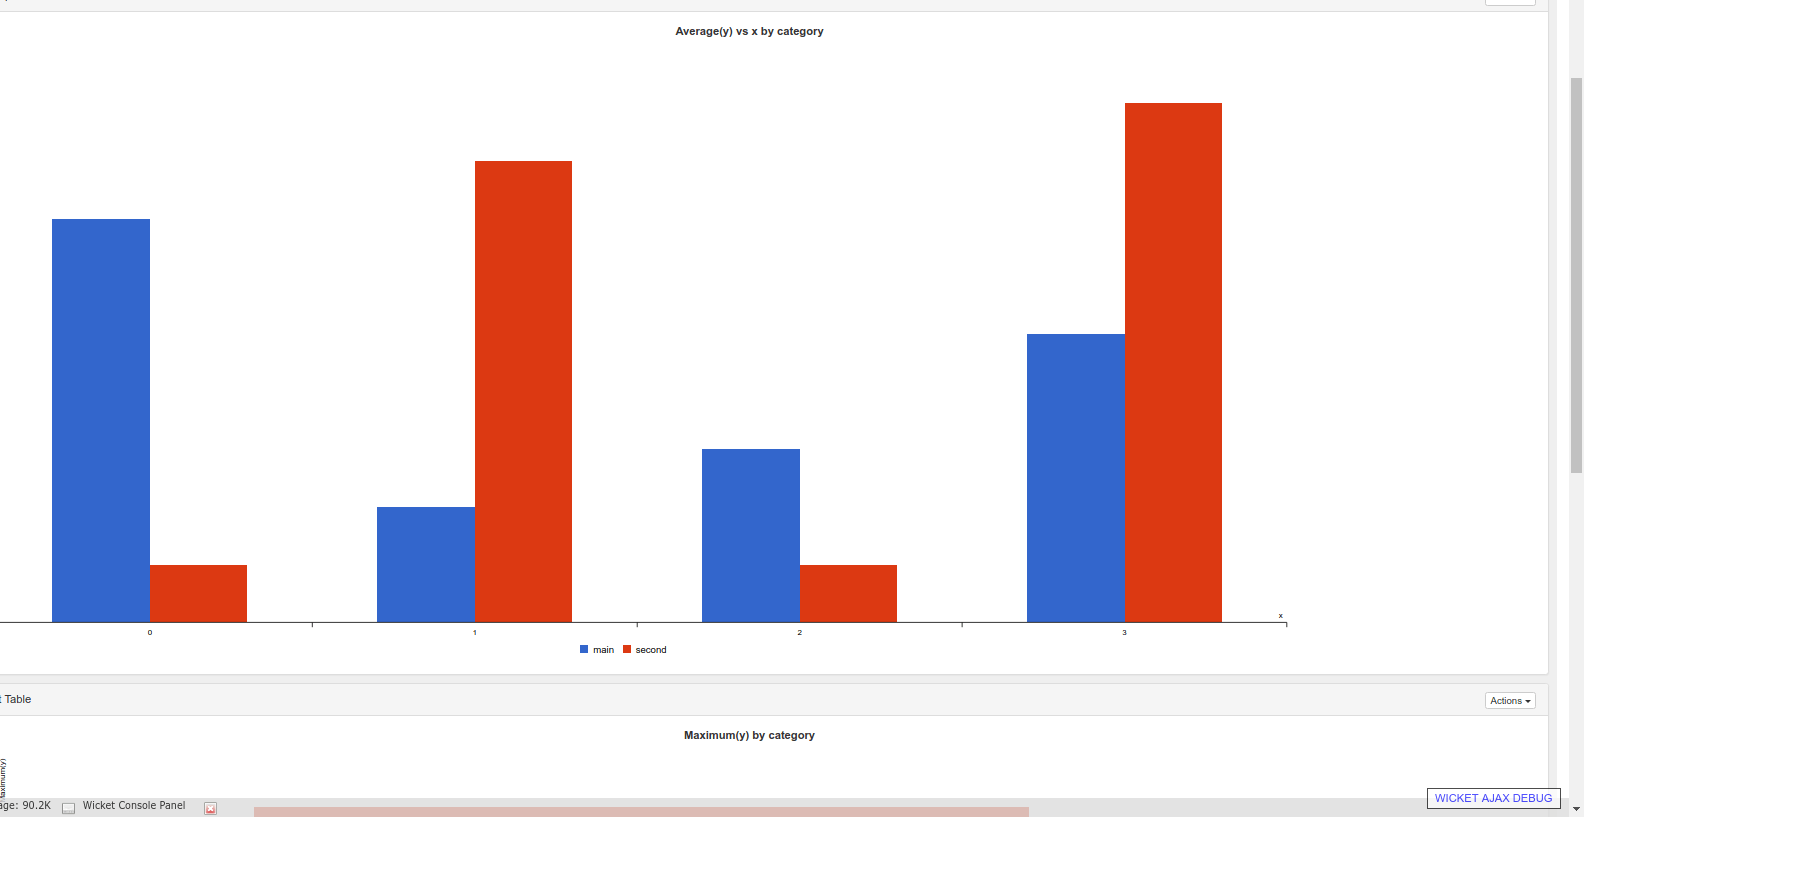 Average(y) vs x by category
x
0 1 2 3
main second
Table
Actions
Maximum(y) by category
90.2K Wicket Console Panel
WICKET AJAX DEBUG